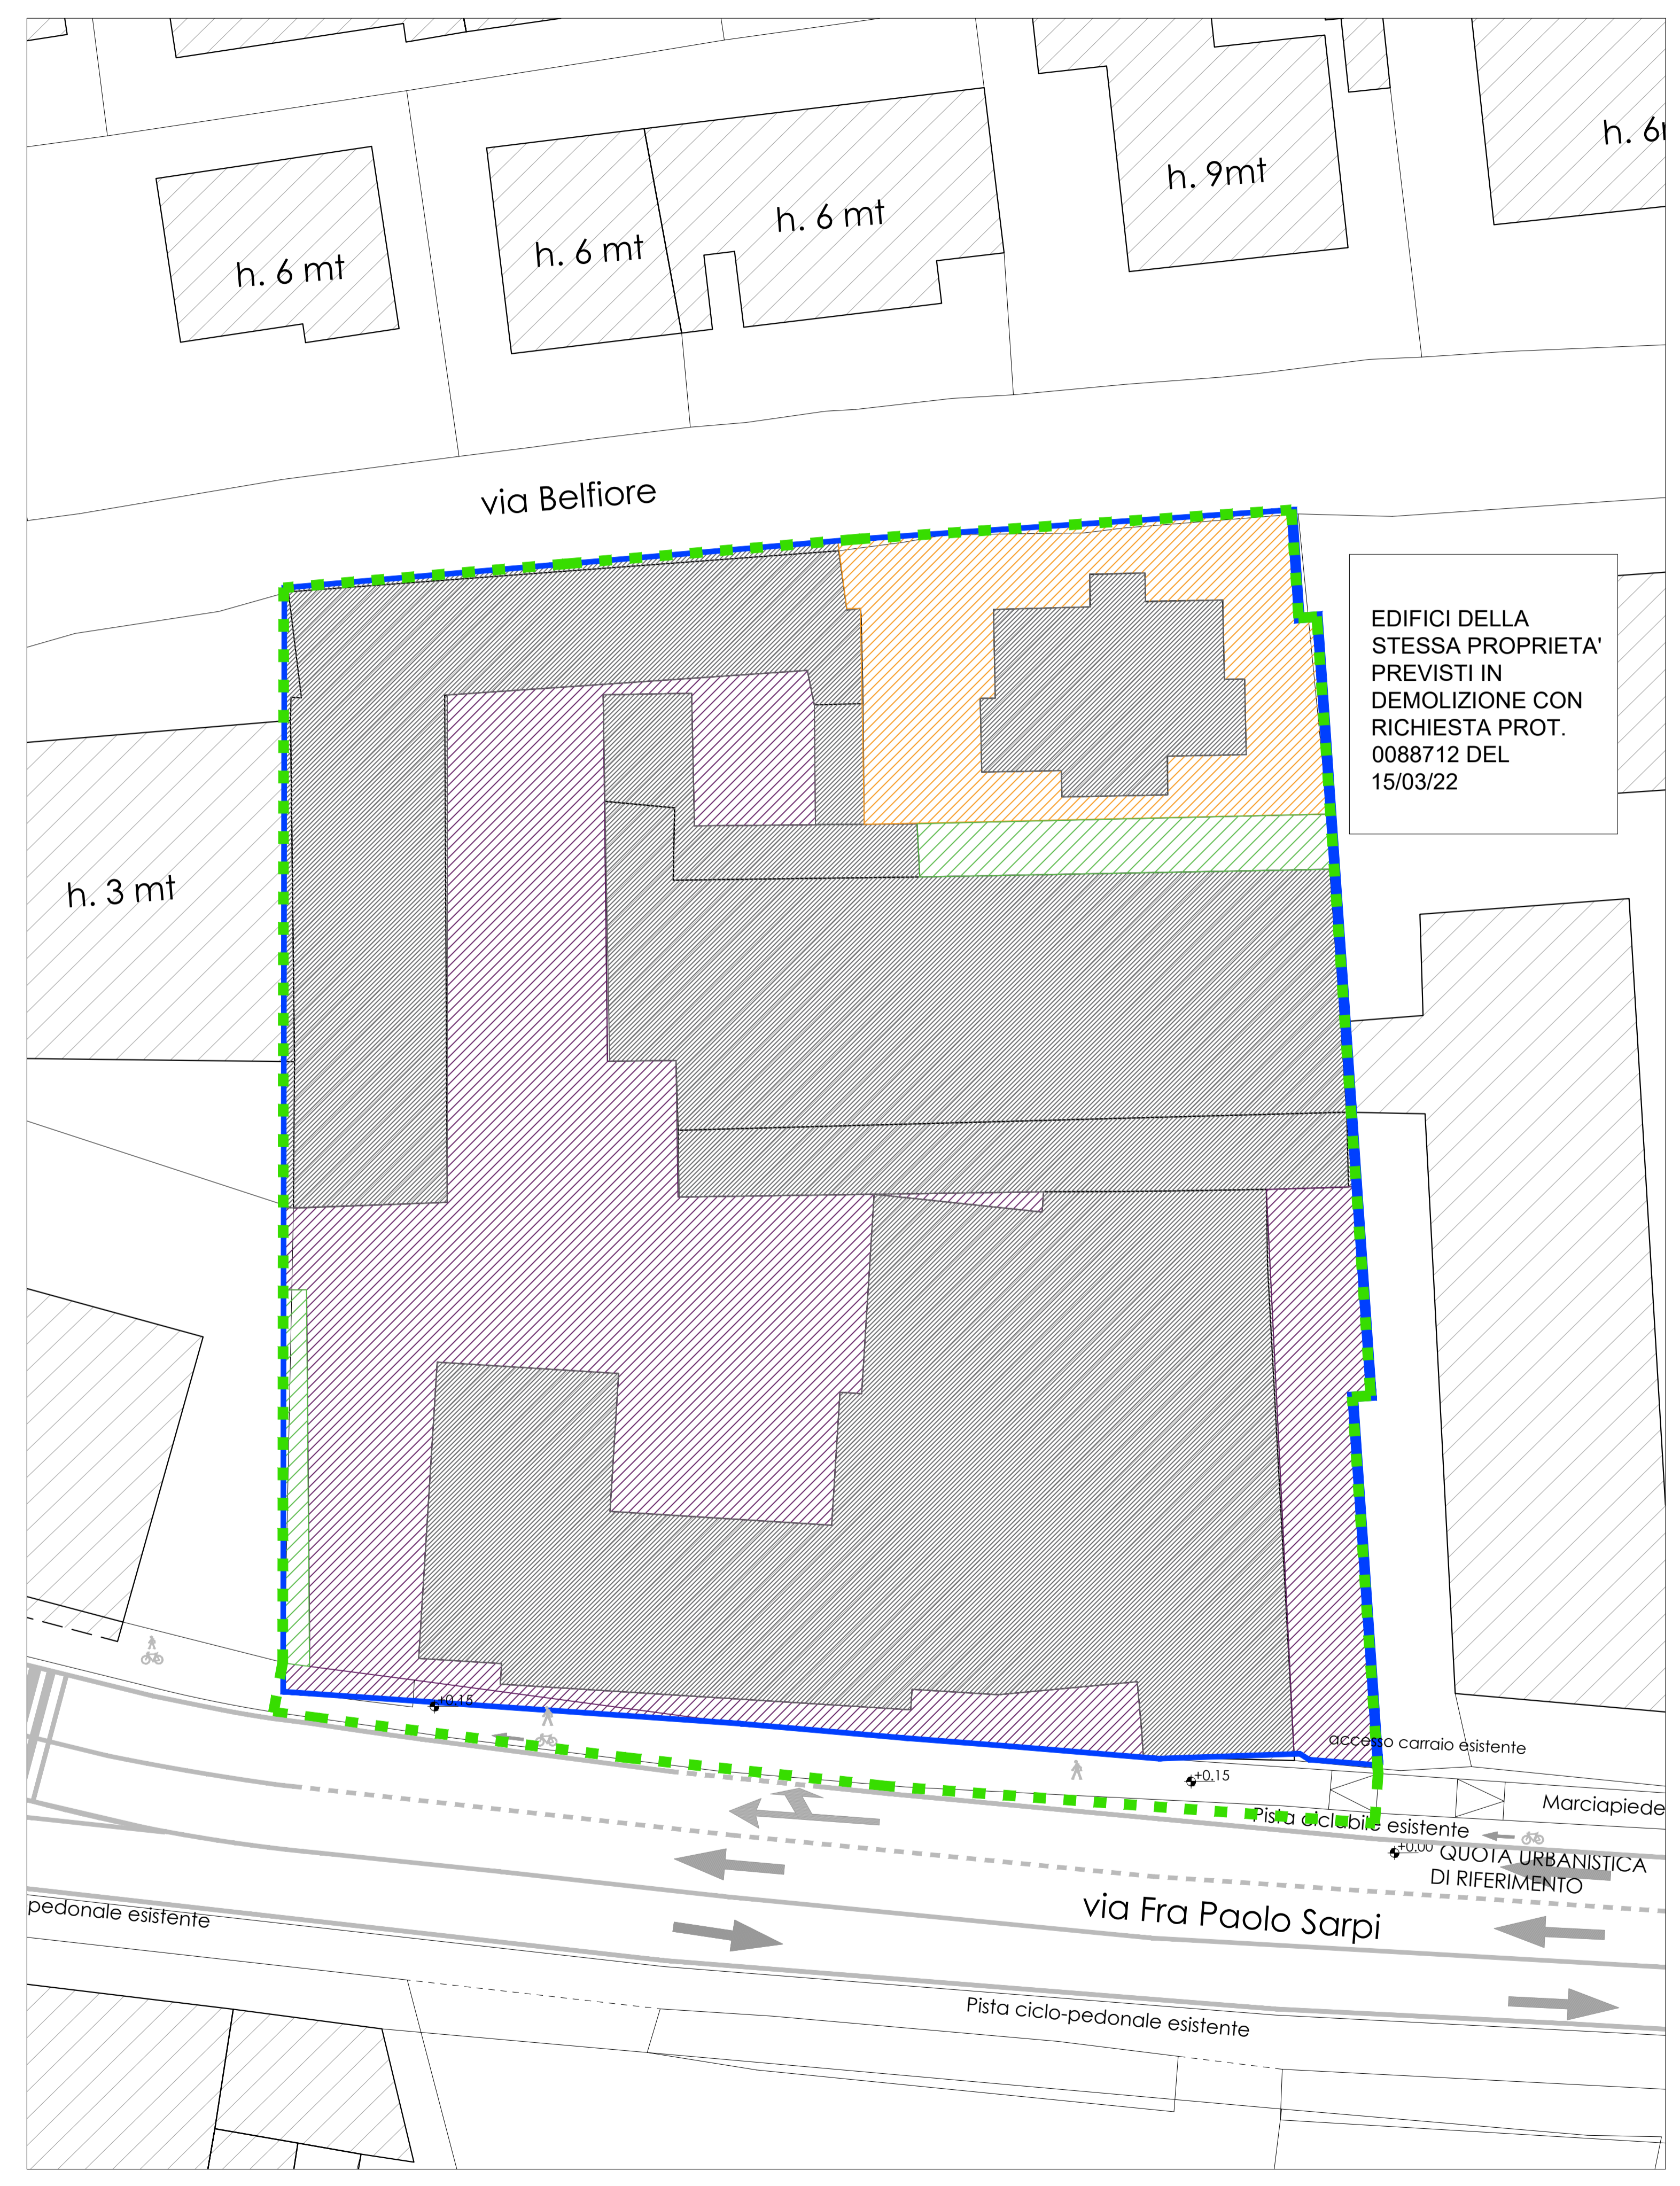 h. 6m
h. 9mt
h. 6 mt
h. 6 mt
h. 6 mt
via Belfiore
EDIFICI DELLA
STESSA PROPRIETA'
PREVISTI IN
DEMOLIZIONE CON
RICHIESTA PROT.
0088712 DEL
15/03/22
h. 3 mt
+0.15
accesso carraio esistente
+0.15
Marciapiede
Pista ciclabile esistente
+0.00 QUOTA URBANISTICA
DI RIFERIMENTO
via Fra Paolo Sarpi
pedonale esistente
Pista ciclo-pedonale esistente